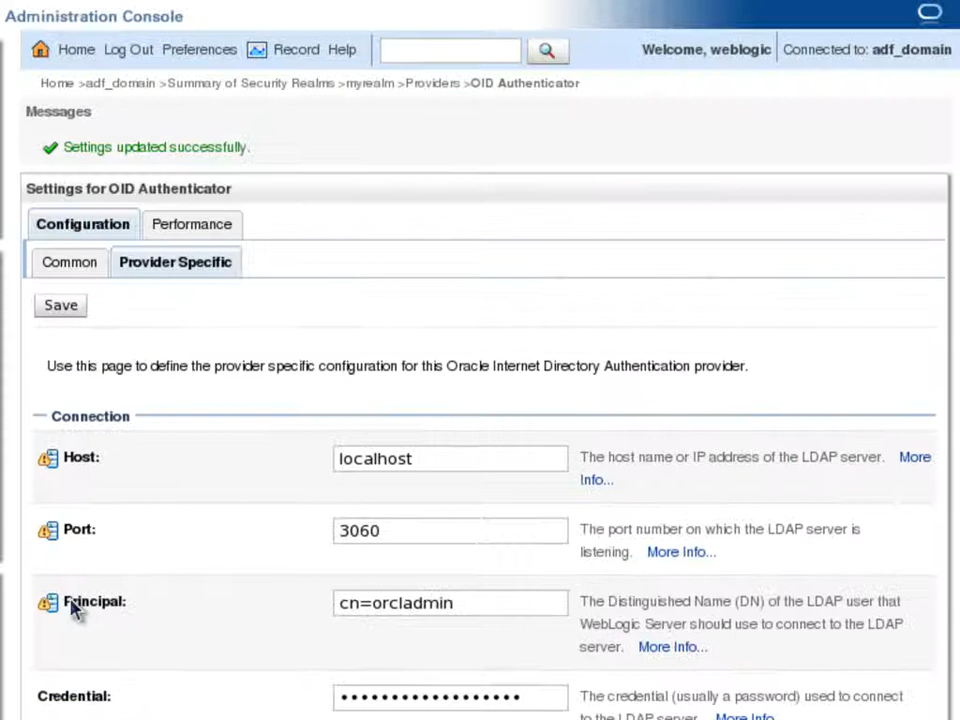 Administration Console
Home Log Out Preferences Record Help Welcome, weblogic Connected to: adf_domain
Home >adf_domain >Summary of Security Realms >myrealm >Providers >OID Authenticator
Messages
Settings updated successfully.
Settings for OID Authenticator
Configuration Performance
Common Provider Specific
Save
Use this page to define the provider specific configuration for this Oracle Internet Directory Authentication provider.
Connection
Host: localhost The host name or IP address of the LDAP server. More
Info...
Port: 3060 The port number on which the LDAP server is
listening. More Info...
Principal: cn=orcladmin The Distinguished Name (DN) of the LDAP user that
WebLogic Server should use to connect to the LDAP
server. More Info...
Credential: •••••••••••••••••• The credential (usually a password) used to connect
to the LDAP server. More Info...